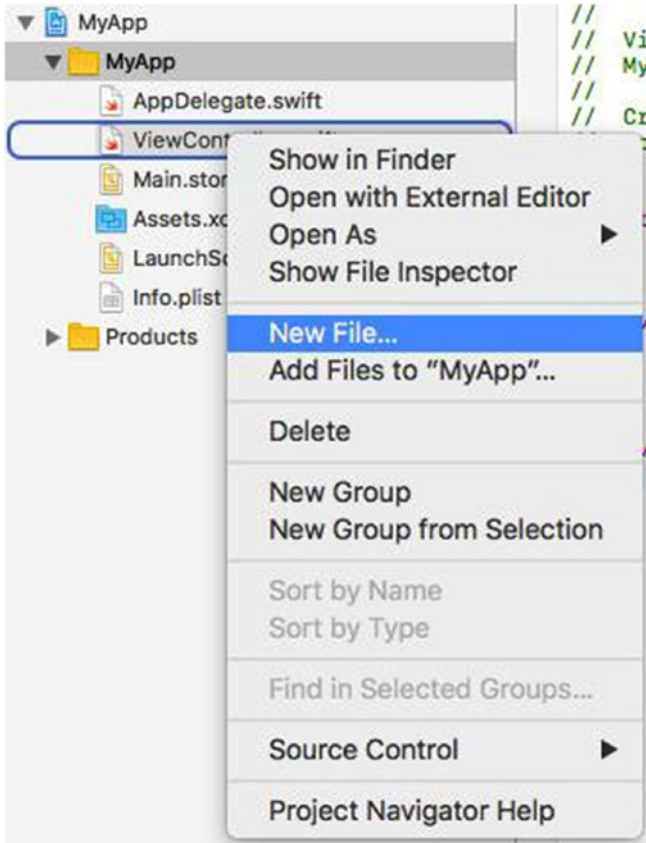 MyApp
MyApp
AppDelegate.swift
Main.stor
Assets.xc
LaunchSc
Info.plist
Products
//
// Vi
// My
//
// Cr
Show in Finder
Open with External Editor
Open As
Show File Inspector
New File...
Add Files to “MyApp”...
Delete
New Group
New Group from Selection
Sort by Name
Sort by Type
Find in Selected Groups...
Source Control
Project Navigator Help